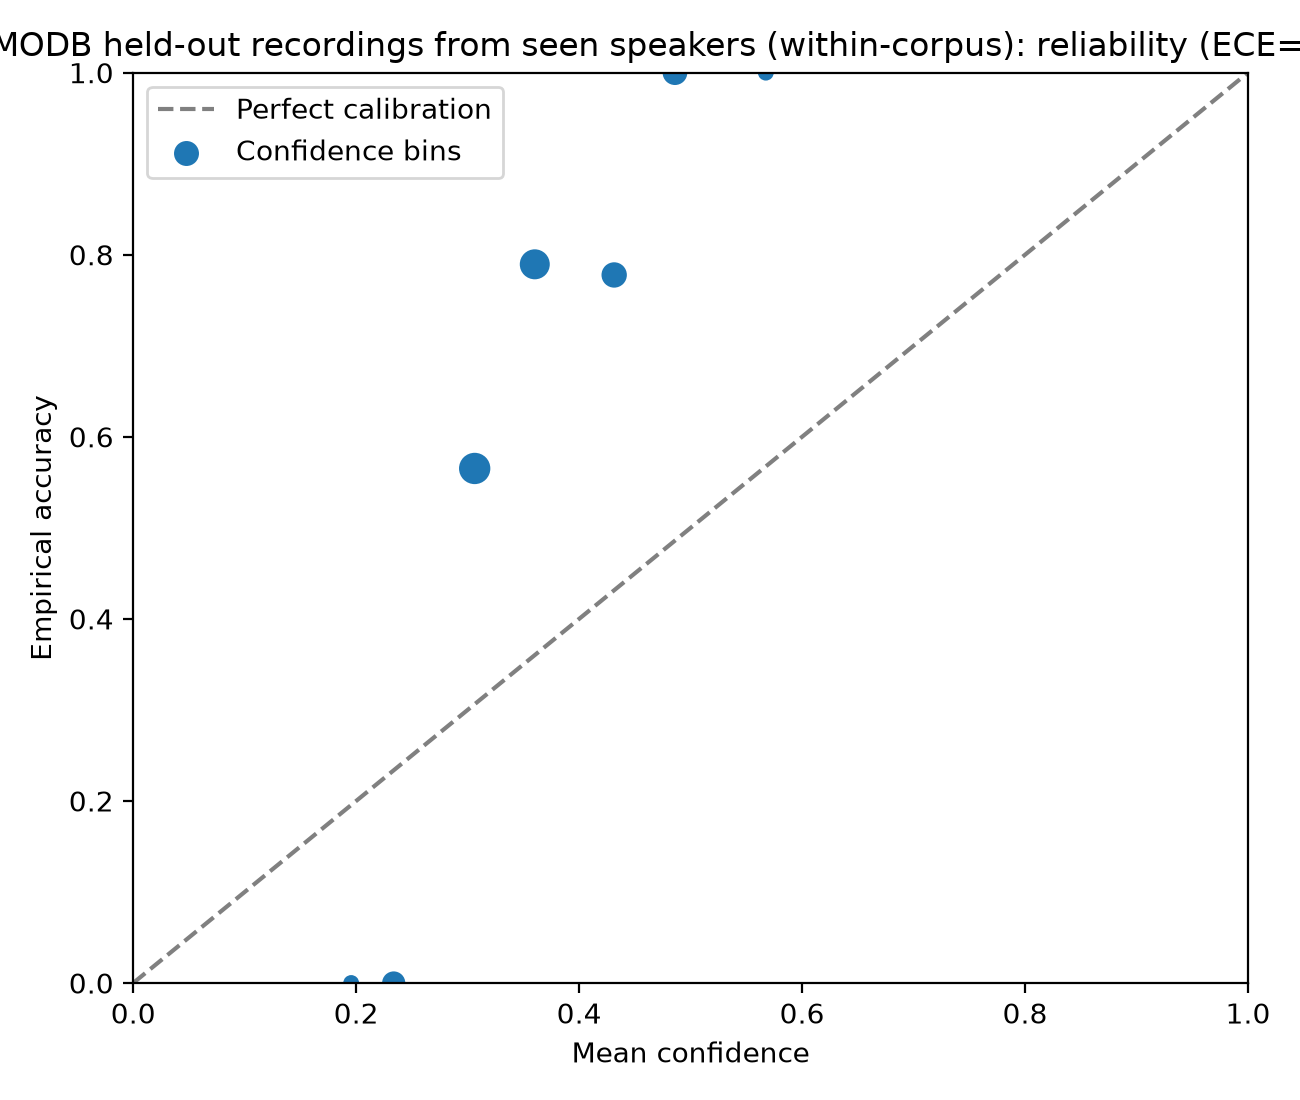 MODB held-out recordings from seen speakers (within-corpus): reliability (ECE=
Perfect calibration
Confidence bins
1.0
0.8
0.6
0.4
0.2
0.0
Empirical accuracy
0.0 0.2 0.4 0.6 0.8 1.0
Mean confidence